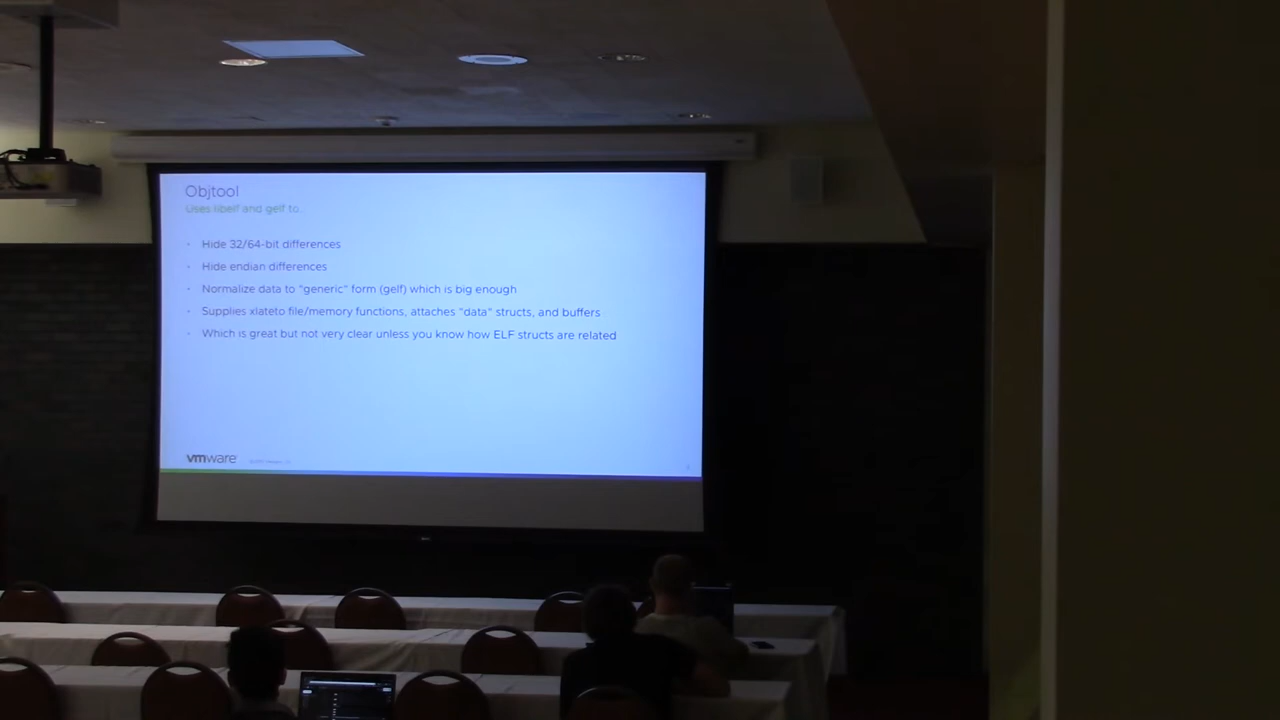 Objtool
Uses libelf and gelf to..
- Hide 32/64-bit differences
- Hide endian differences
- Normalize data to "generic" form (gelf) which is big enough
- Supplies xlateto file/memory functions, attaches "data" structs, and buffers
- Which is great but not very clear unless you know how ELF structs are related
vmware